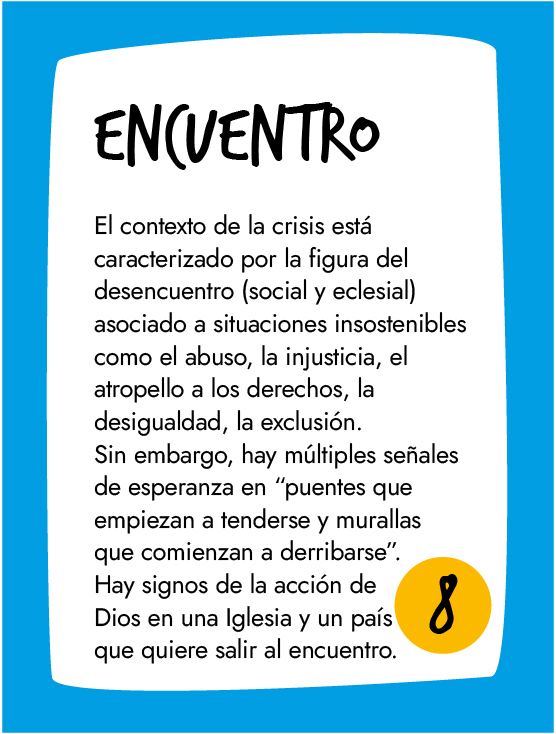 ENCUENTRO
El contexto de la crisis está
caracterizado por la figura del
desencuentro (social y eclesial)
asociado a situaciones insostenibles
como el abuso, la injusticia, el
atropello a los derechos, la
desigualdad, la exclusión.
Sin embargo, hay múltiples señales
de esperanza en “puentes que
empiezan a tenderse y murallas
que comienzan a derribarse”.
Hay signos de la acción de
Dios en una Iglesia y un país
que quiere salir al encuentro.
8